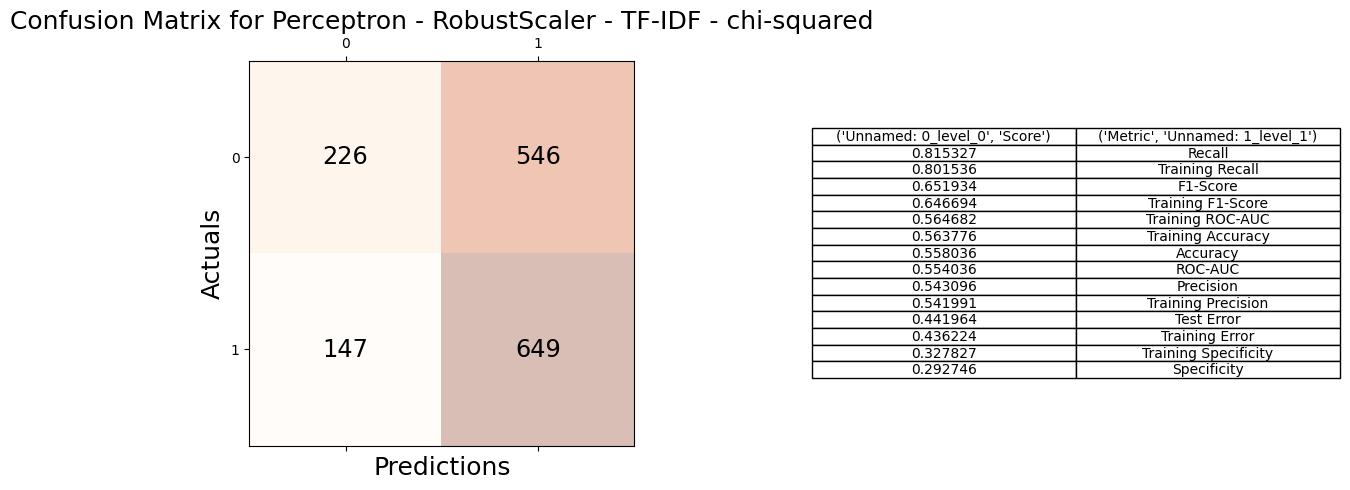 Confusion Matrix for Perceptron - RobustScaler - TF-IDF - chi-squared
0 1
0 226 546
1 147 649
Actuals
Predictions
('Unnamed: 0_level_0', 'Score') ('Metric', 'Unnamed: 1_level_1')
0.815327 Recall
0.801536 Training Recall
0.651934 F1-Score
0.646694 Training F1-Score
0.564682 Training ROC-AUC
0.563776 Training Accuracy
0.558036 Accuracy
0.554036 ROC-AUC
0.543096 Precision
0.541991 Training Precision
0.441964 Test Error
0.436224 Training Error
0.327827 Training Specificity
0.292746 Specificity